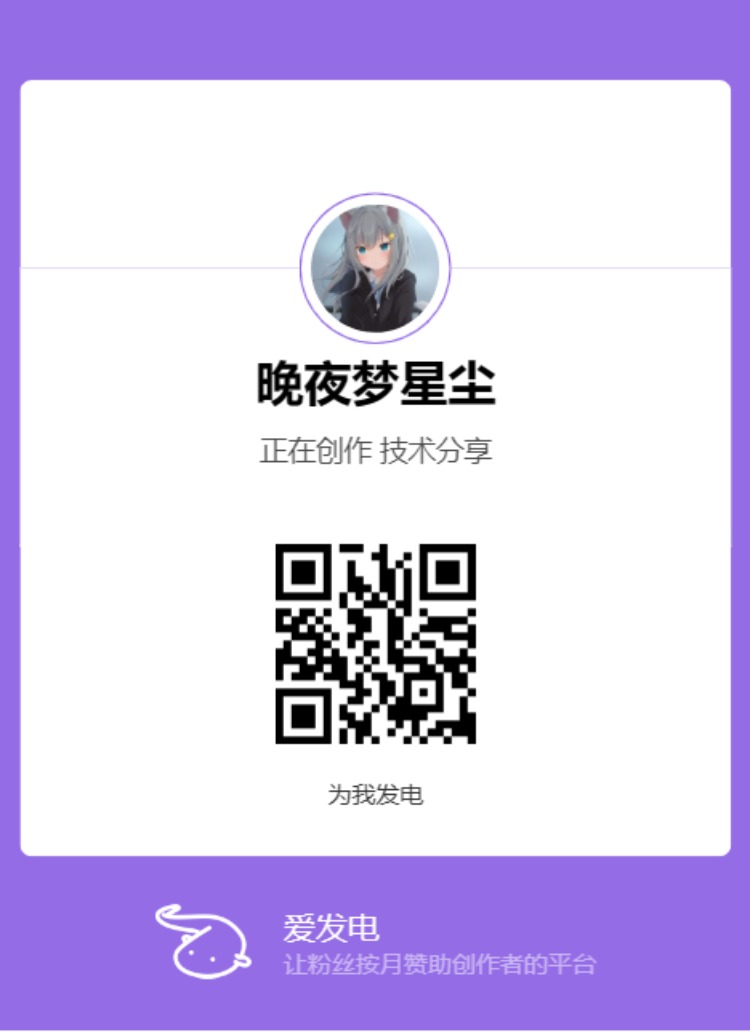 晚夜梦星尘
正在创作 技术分享
为我发电
爱发电
让粉丝按月赞助创作者的平台